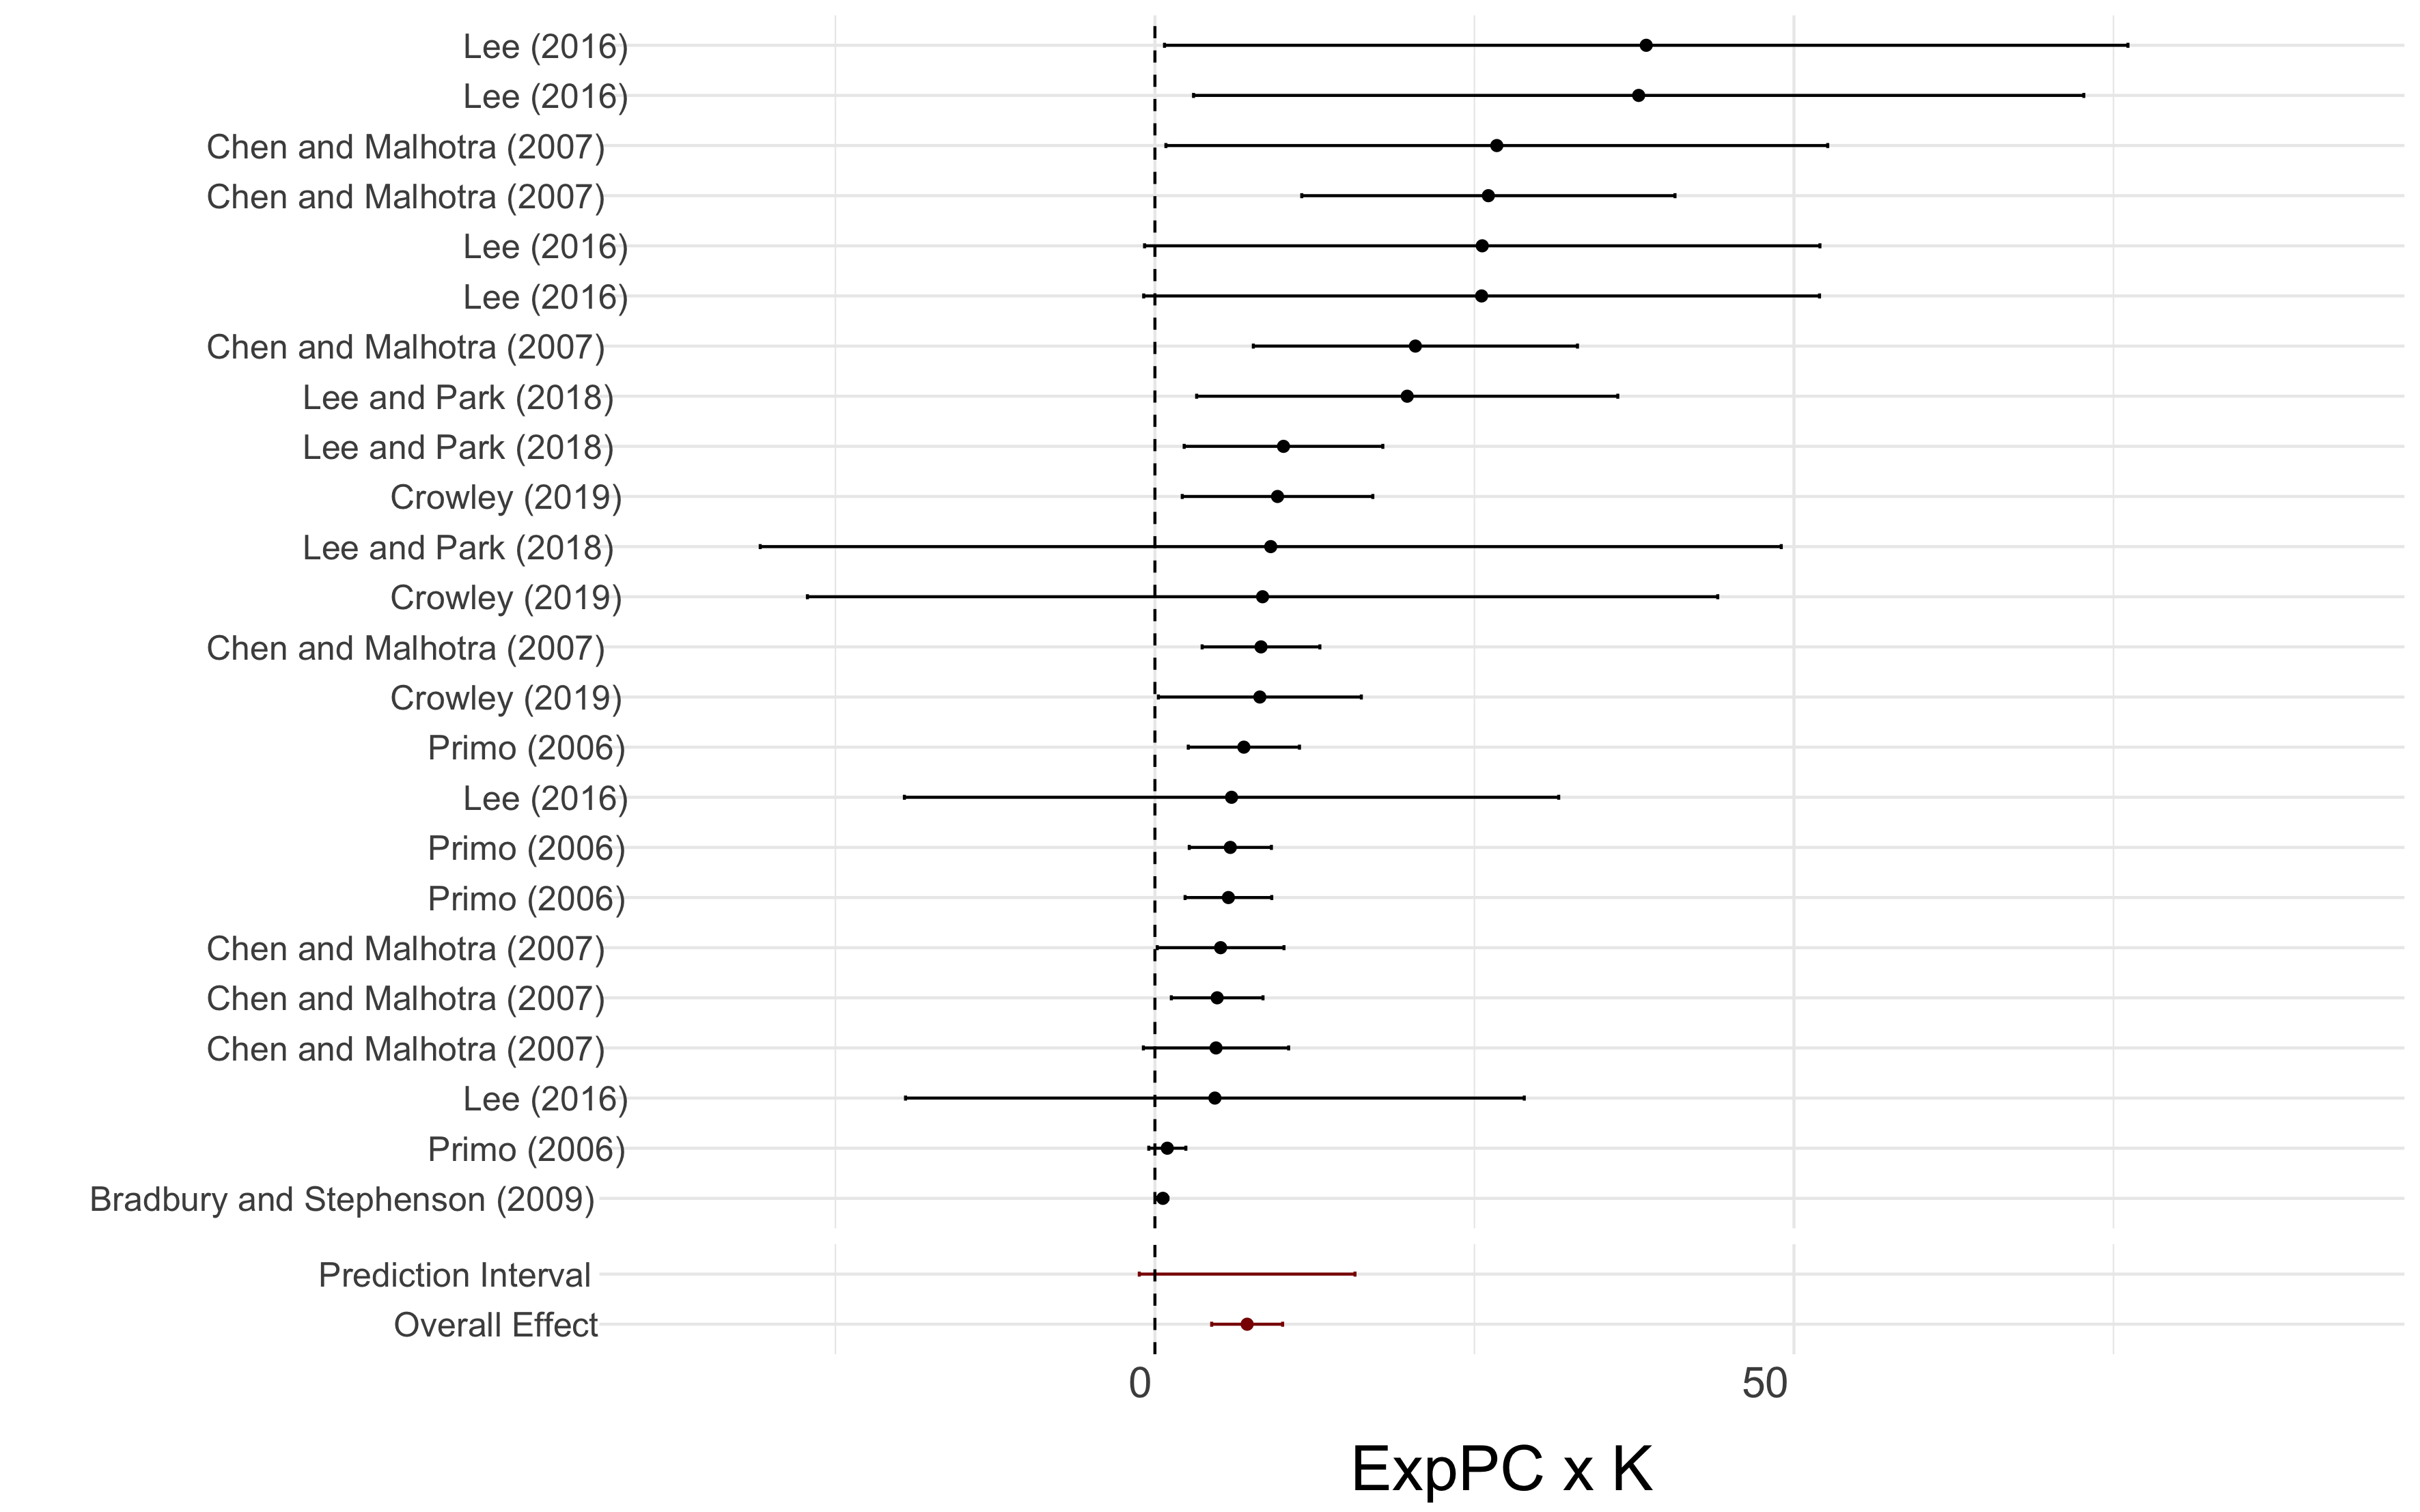 Lee (2016)
Lee (2016)
Chen and Malhotra (2007)
Chen and Malhotra (2007)
Lee (2016)
Lee (2016)
Chen and Malhotra (2007)
Lee and Park (2018)
Lee and Park (2018)
Crowley (2019)
Lee and Park (2018)
Crowley (2019)
Chen and Malhotra (2007)
Crowley (2019)
Primo (2006)
Lee (2016)
Primo (2006)
Primo (2006)
Chen and Malhotra (2007)
Chen and Malhotra (2007)
Chen and Malhotra (2007)
Lee (2016)
Primo (2006)
Bradbury and Stephenson (2009)
Prediction Interval
Overall Effect
0 50
ExpPC x K